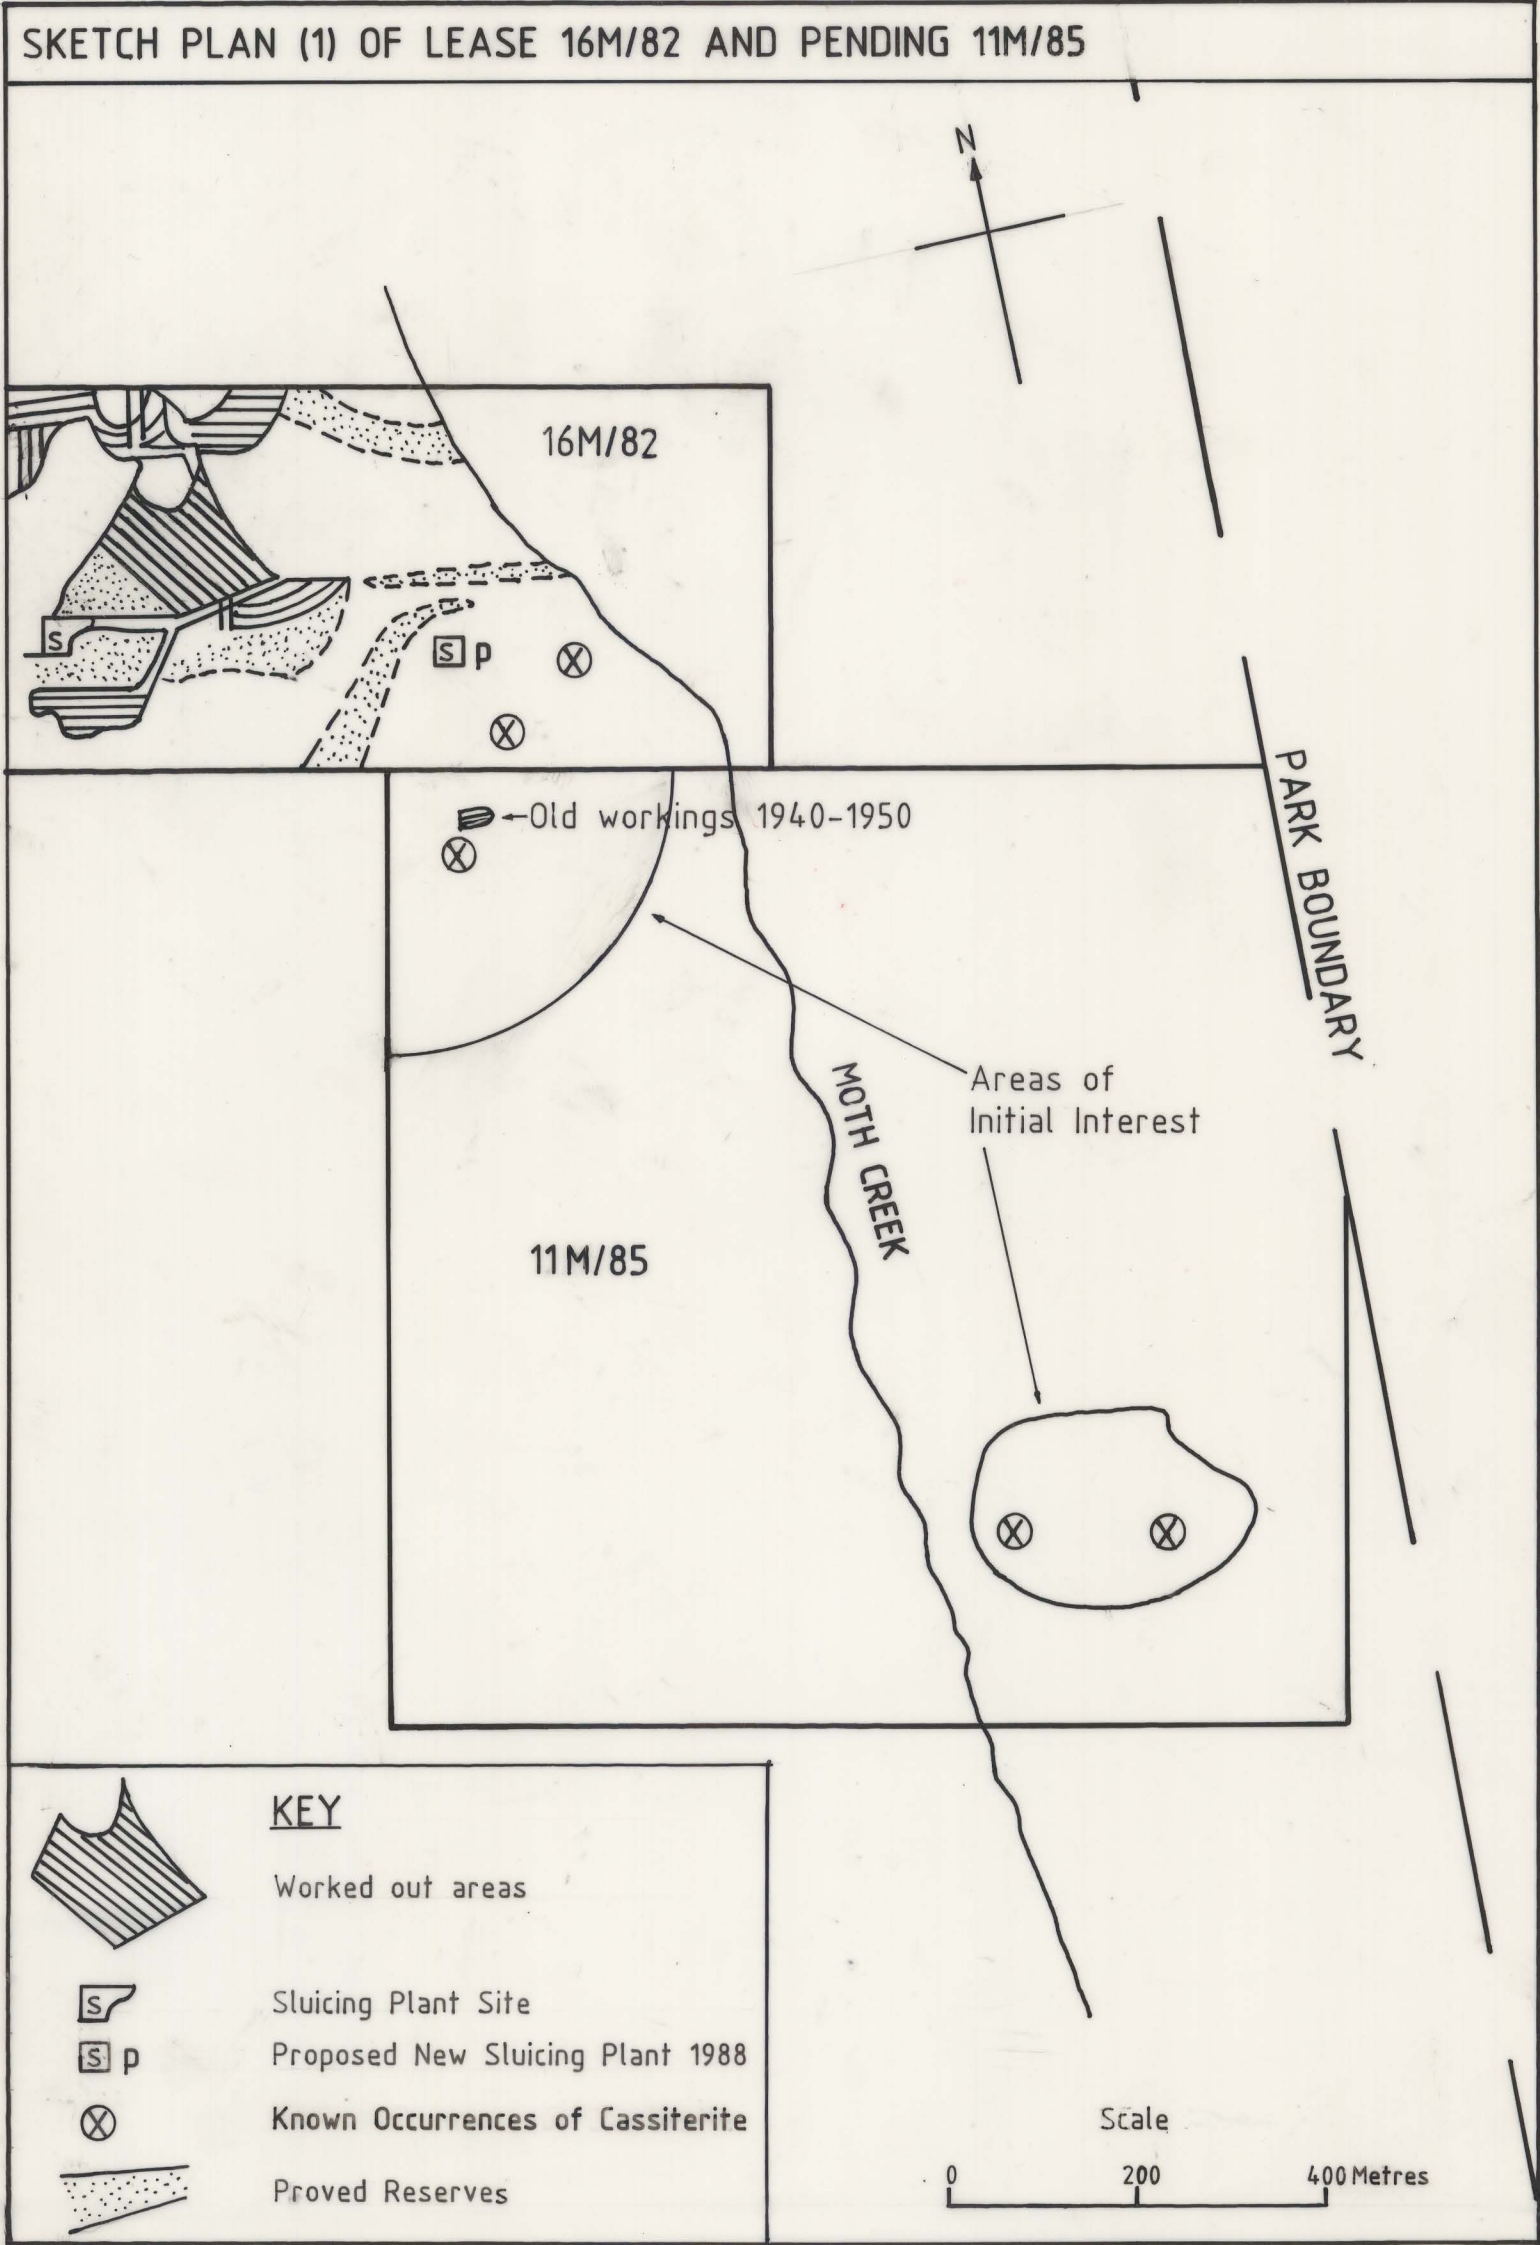 SKETCH PLAN (1) OF LEASE 16M/82 AND PENDING 11M/85
N
16M/82
S
S p
←Old workings 1940-1950
PARK BOUNDARY
Areas of
Initial Interest
MOTH CREEK
11M/85
KEY
Worked out areas
S
Sluicing Plant Site
S p
Proposed New Sluicing Plant 1988
Known Occurrences of Cassiterite
Proved Reserves
Scale
0 200 400 Metres